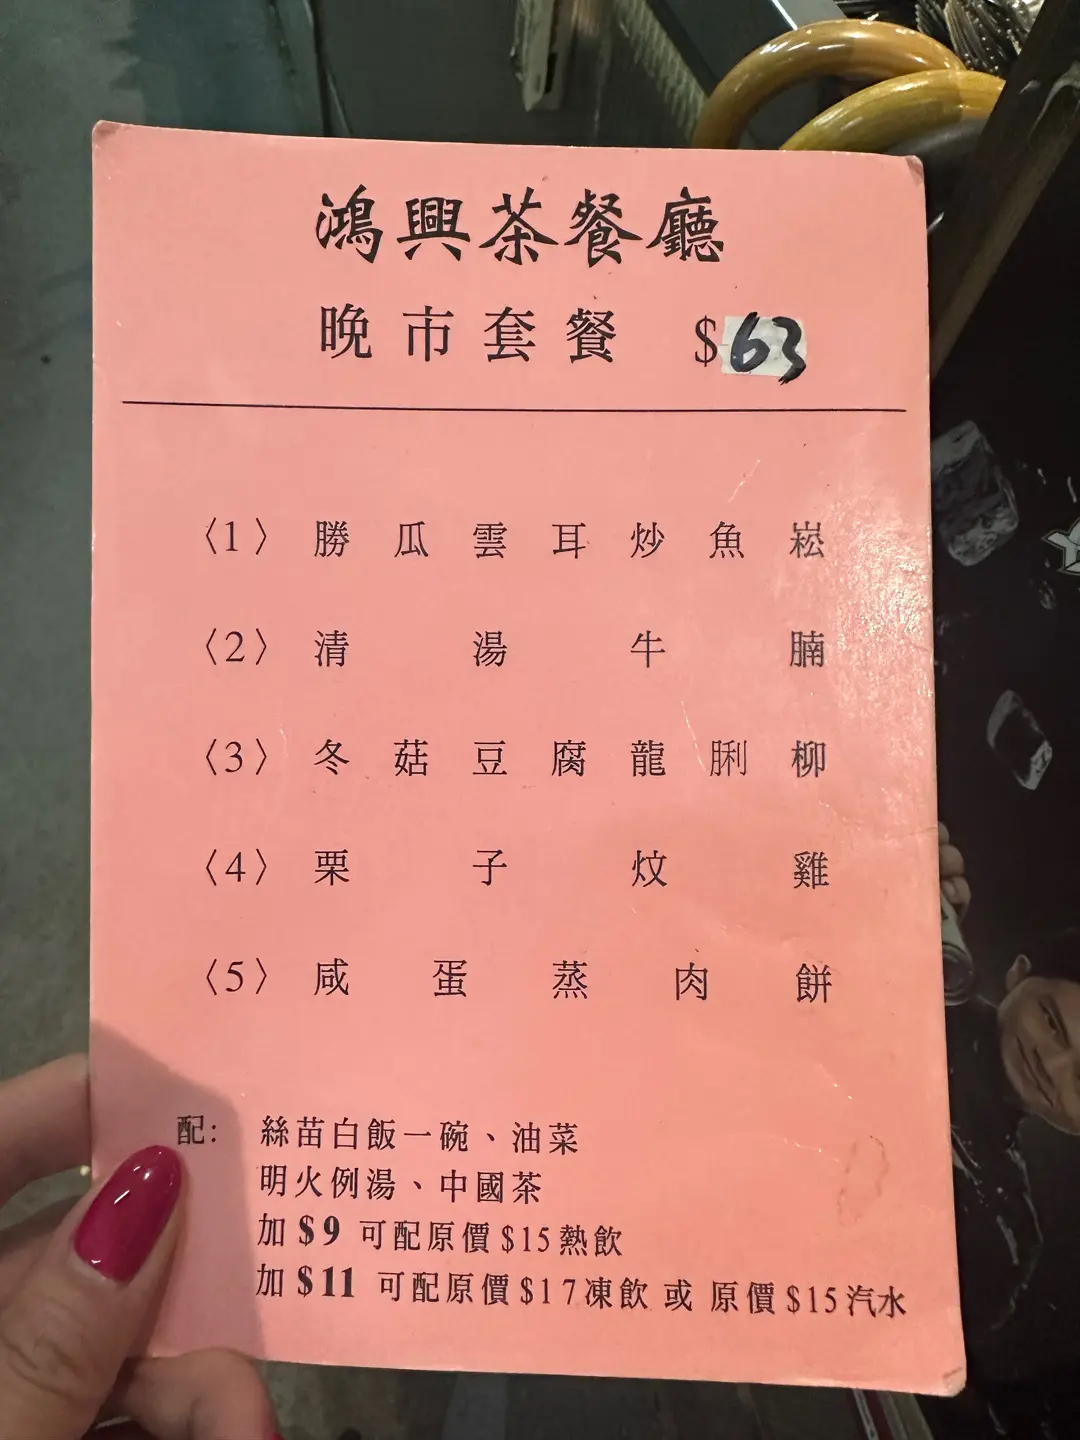 鴻興茶餐廳
晚市套餐 $63
〈1〉勝瓜雲耳炒魚崧
〈2〉清湯牛腩
〈3〉冬菇豆腐龍脷柳
〈4〉栗子炆雞
〈5〉咸蛋蒸肉餅
配: 絲苗白飯一碗、油菜
明火例湯、中國茶
加 $9 可配原價 $15 熱飲
加 $11 可配原價 $17 凍飲 或 原價 $15 汽水